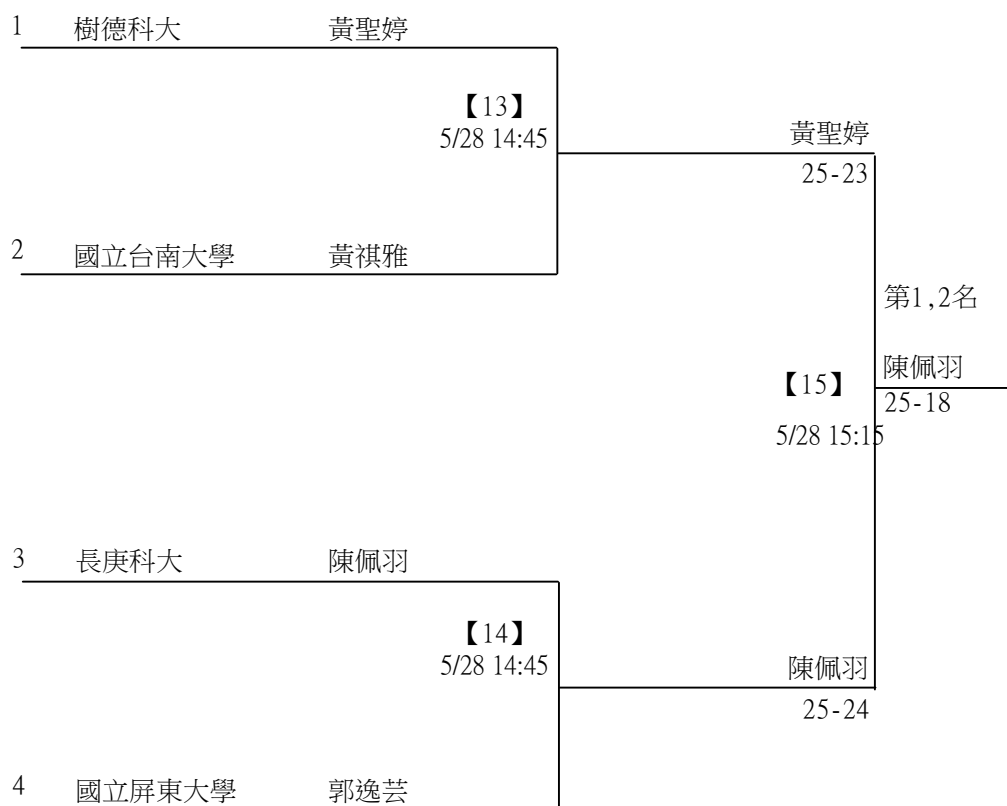 1 樹德科大 黃聖婷
【13】
5/28 14:45
黃聖婷
25-23
2 國立台南大學 黃祺雅
第1,2名
陳佩羽
【15】
25-18
5/28 15:15
3 長庚科大 陳佩羽
【14】
5/28 14:45
陳佩羽
25-24
4 國立屏東大學 郭逸芸